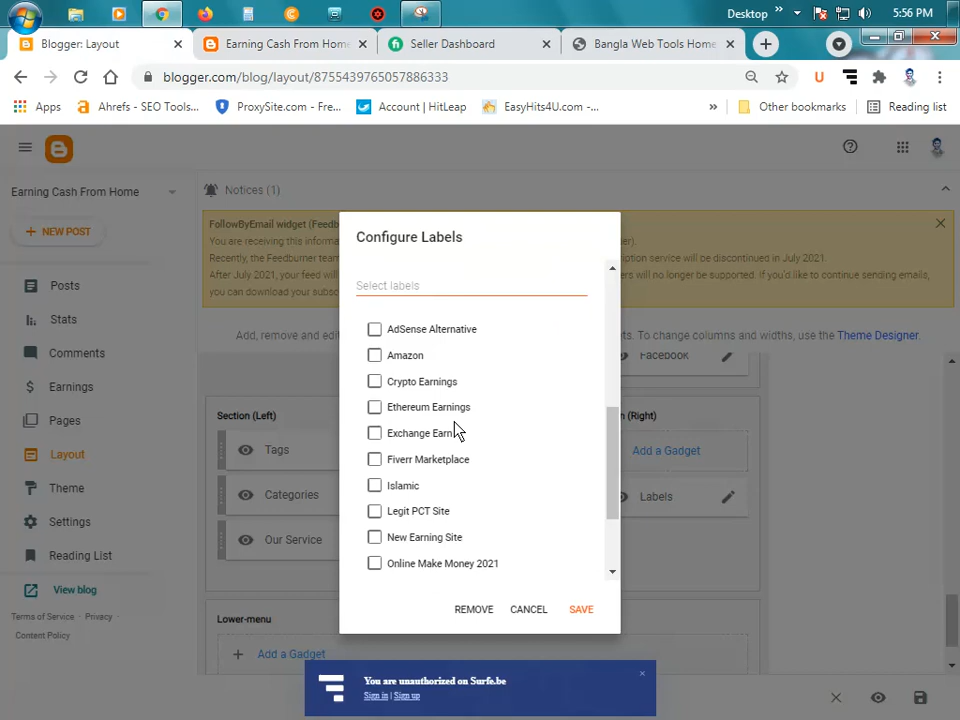 Desktop
5:56 PM
Blogger: Layout
Earning Cash From Home
Seller Dashboard
Bangla Web Tools Home
blogger.com/blog/layout/8755439765057886333
Apps
Ahrefs - SEO Tools...
ProxySite.com - Fre...
Account | HitLeap
EasyHits4U.com -...
Other bookmarks
Reading list
Earning Cash From Home
NEW POST
Posts
Stats
Comments
Earnings
Pages
Layout
Theme
Settings
Reading List
View blog
Terms of Service · Privacy ·
Content Policy
Notices (1)
FollowByEmail widget (Feedb
You are receiving this informa
Recently, the Feedburner team
After July 2021, your feed will
you can download your subsc
ption service will be discontinued in July 2021.
ers will no longer be supported. If you'd like to continue sending emails,
Add, remove and edit
. To change columns and widths, use the Theme Designer.
Facebook
Section (Left)
Tags
Categories
Our Service
(Right)
Add a Gadget
Labels
Lower-menu
Add a Gadget
Configure Labels
Select labels
AdSense Alternative
Amazon
Crypto Earnings
Ethereum Earnings
Exchange Earn
Fiverr Marketplace
Islamic
Legit PCT Site
New Earning Site
Online Make Money 2021
REMOVE
CANCEL
SAVE
You are unauthorized on Surfe.be
Sign in | Sign up